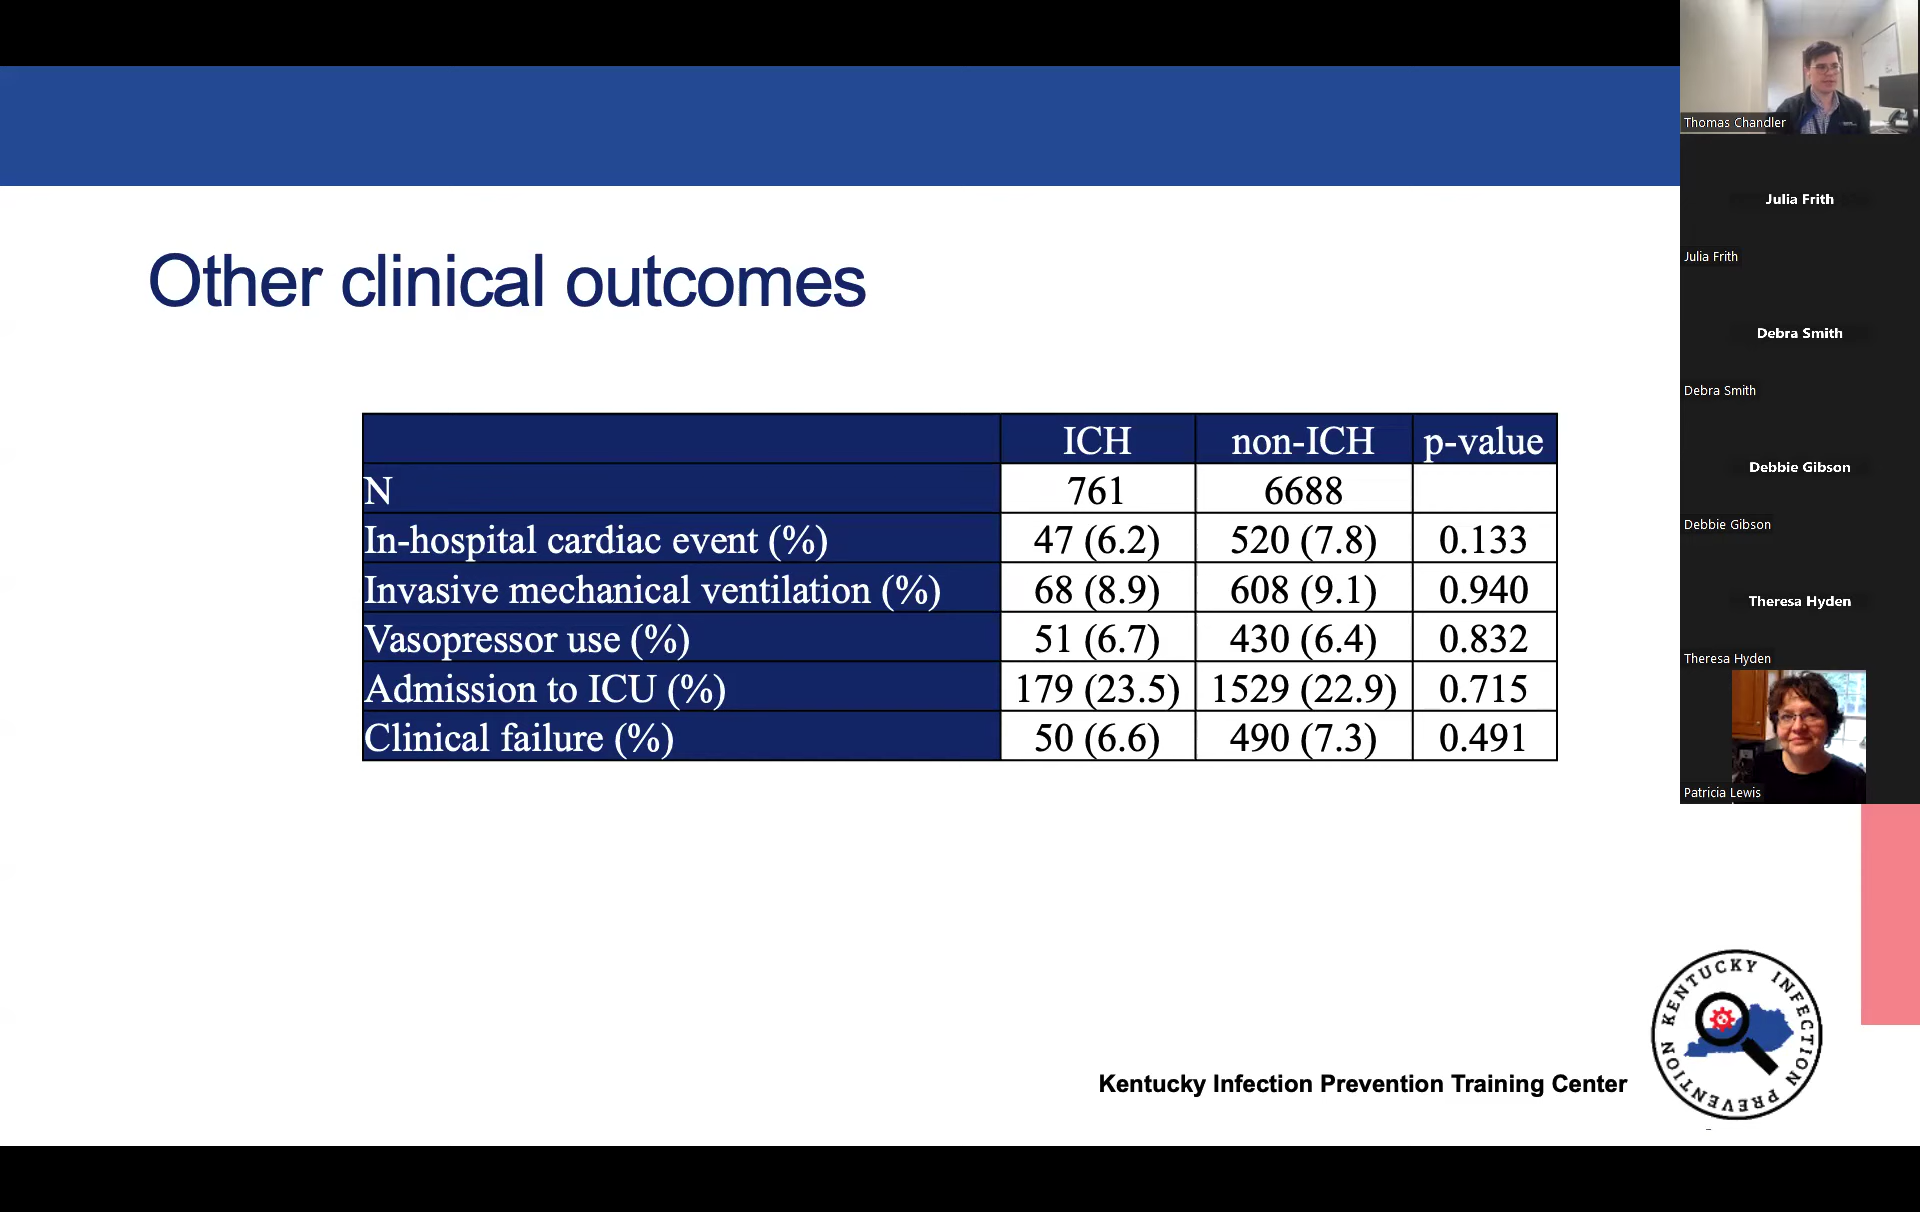 Other clinical outcomes
ICH non-ICH p-value
N 761 6688
In-hospital cardiac event (%) 47 (6.2) 520 (7.8) 0.133
Invasive mechanical ventilation (%) 68 (8.9) 608 (9.1) 0.940
Vasopressor use (%) 51 (6.7) 430 (6.4) 0.832
Admission to ICU (%) 179 (23.5) 1529 (22.9) 0.715
Clinical failure (%) 50 (6.6) 490 (7.3) 0.491
Kentucky Infection Prevention Training Center
KENTUCKY INFECTION PREVENTION
Thomas Chandler
Julia Frith
Julia Frith
Debra Smith
Debra Smith
Debbie Gibson
Debbie Gibson
Theresa Hyden
Theresa Hyden
Patricia Lewis